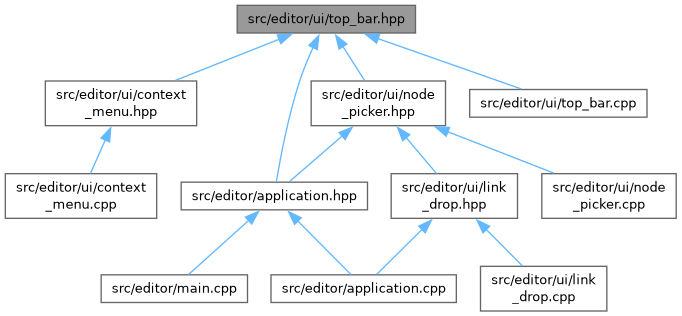 src/editor/ui/top_bar.hpp
src/editor/ui/context
_menu.hpp
src/editor/ui/node
_picker.hpp
src/editor/ui/top_bar.cpp
src/editor/ui/context
_menu.cpp
src/editor/application.hpp
src/editor/ui/link
_drop.hpp
src/editor/ui/node
_picker.cpp
src/editor/main.cpp
src/editor/application.cpp
src/editor/ui/link
_drop.cpp